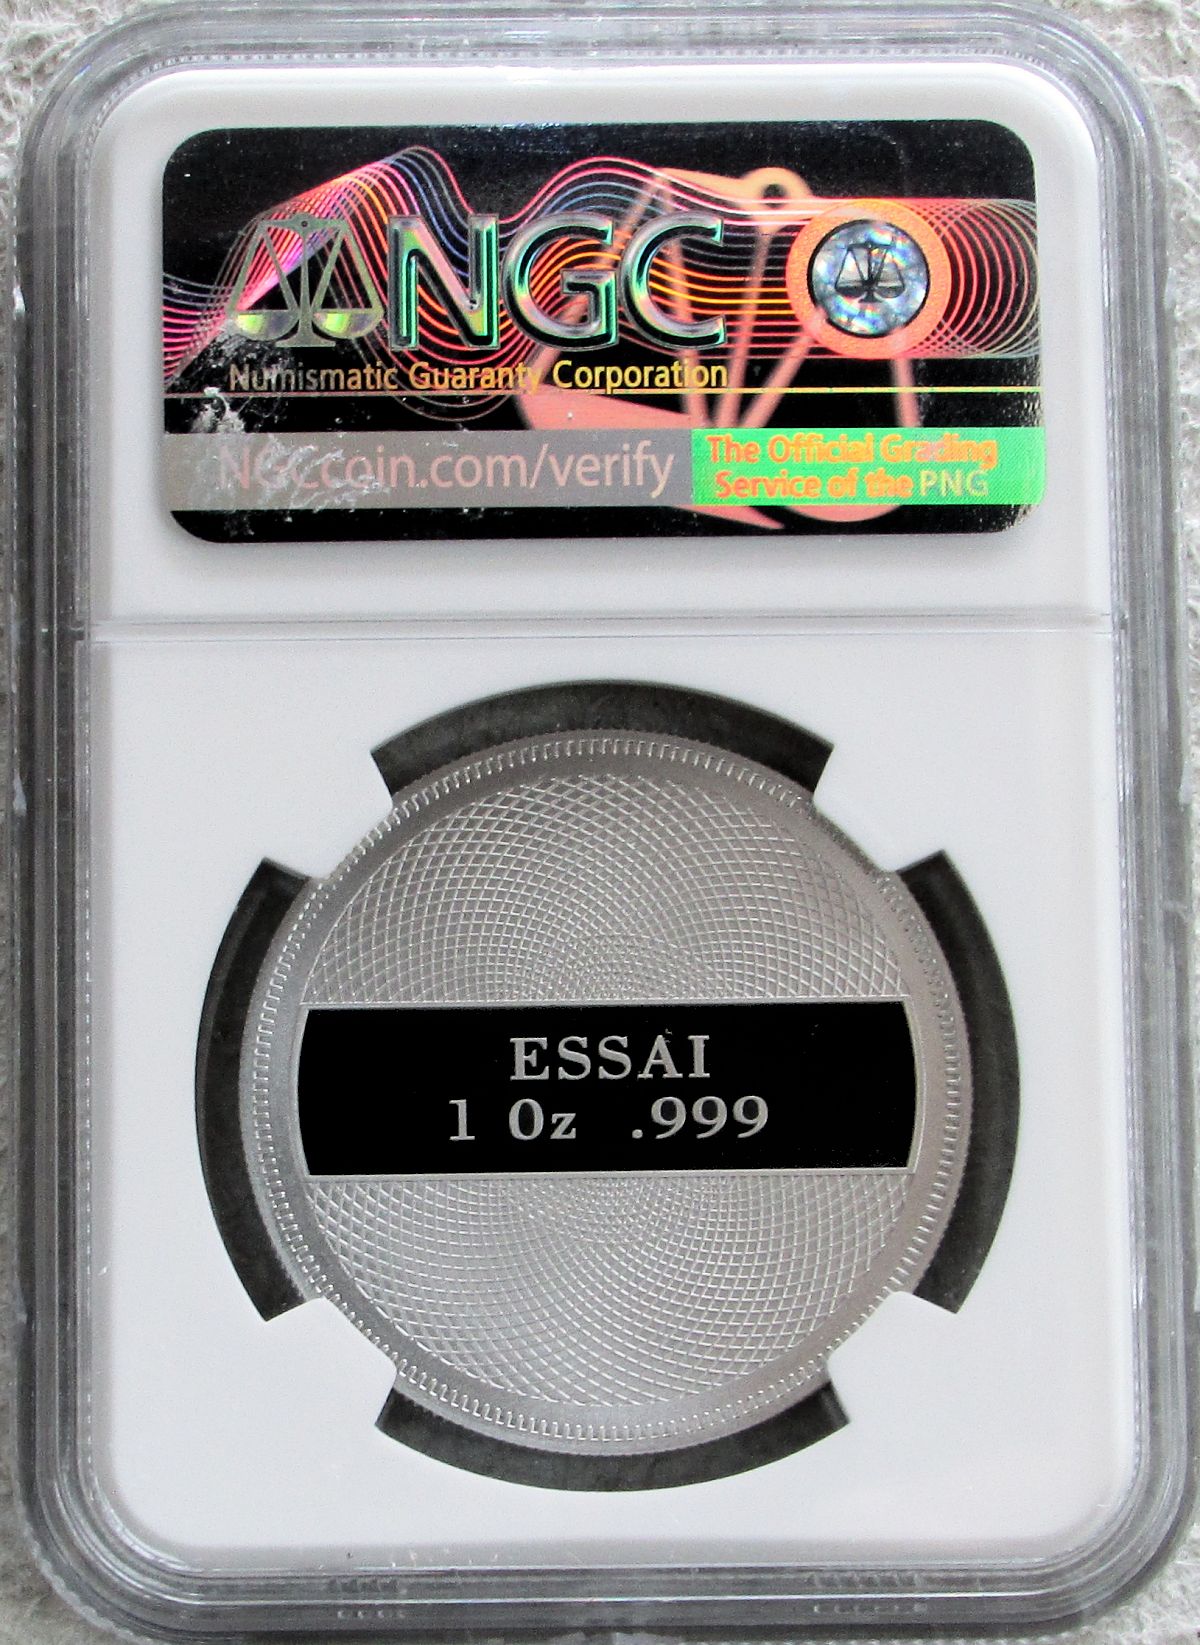 NGC
Numismatic Guaranty Corporation
NGCcoin.com/verify
The Official Grading
Service of the PNG
ESSAI
1 Oz .999